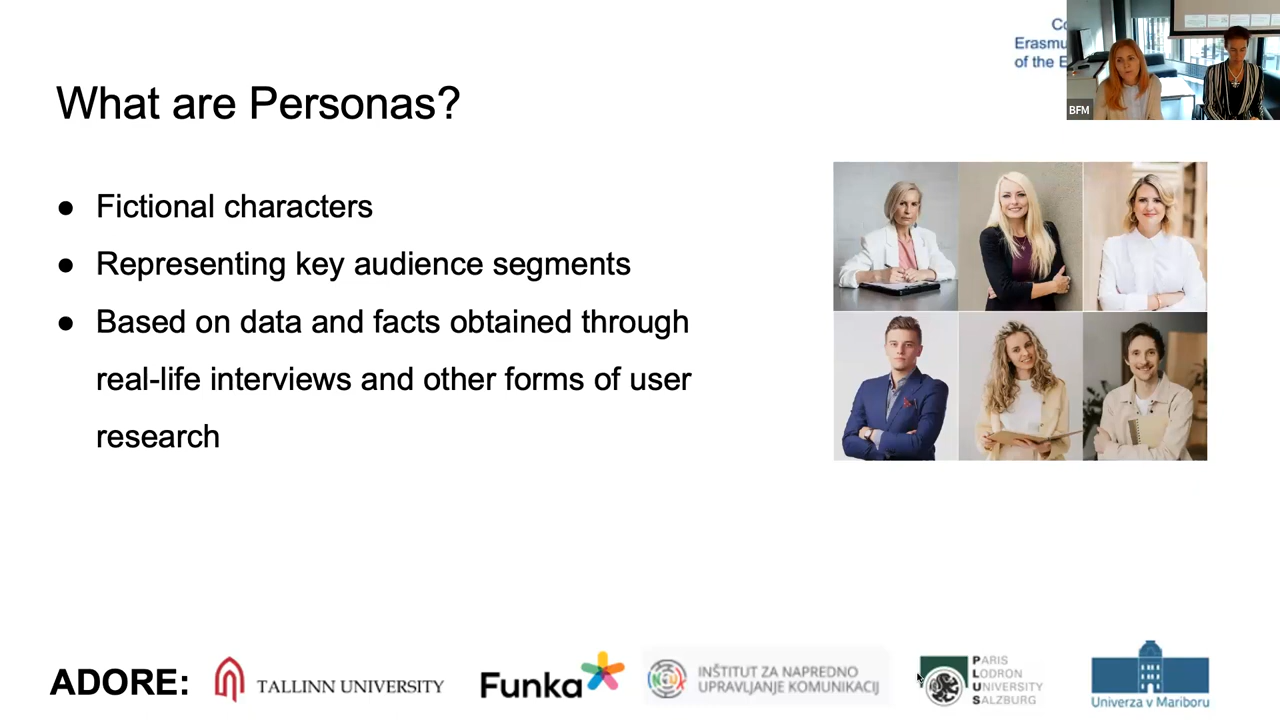 Co
Erasmu
of the E
BFM
What are Personas?
● Fictional characters
● Representing key audience segments
● Based on data and facts obtained through
real-life interviews and other forms of user
research
ADORE:
TALLINN UNIVERSITY
Funka
INŠTITUT ZA NAPREDNO
UPRAVLJANJE KOMUNIKACIJ
PARIS
LODRON
UNIVERSITY
SALZBURG
P
L
U
S
Univerza v Mariboru